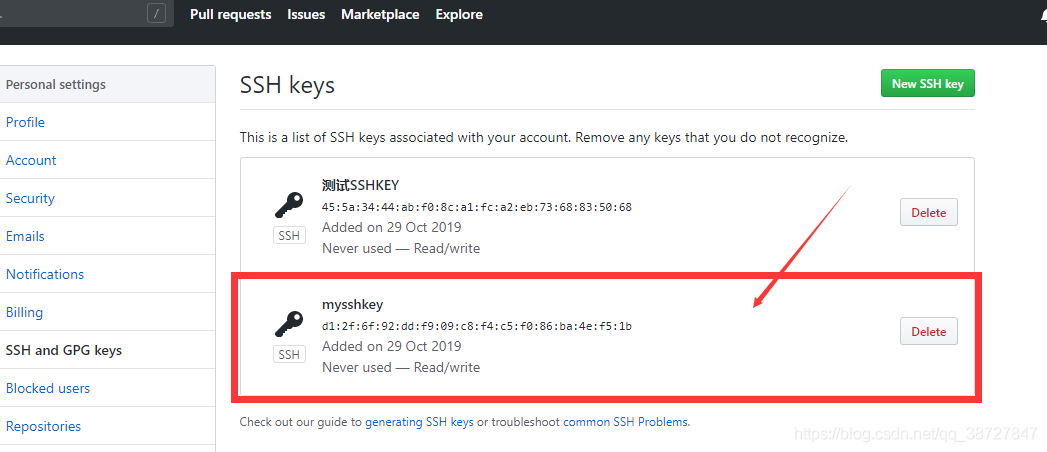 / Pull requests Issues Marketplace Explore
Personal settings
Profile
Account
Security
Emails
Notifications
Billing
SSH and GPG keys
Blocked users
Repositories
SSH keys
New SSH key
This is a list of SSH keys associated with your account. Remove any keys that you do not recognize.
测试SSHKEY
45:5a:34:44:ab:f0:8c:a1:fc:a2:eb:73:68:83:50:68
Added on 29 Oct 2019
Never used — Read/write
SSH
Delete
mysshkey
d1:2f:6f:92:dd:f9:09:c8:f4:c5:f0:86:ba:4e:f5:1b
Added on 29 Oct 2019
Never used — Read/write
SSH
Delete
Check out our guide to generating SSH keys or troubleshoot common SSH Problems.
https://blog.csdn.net/qq_38727847